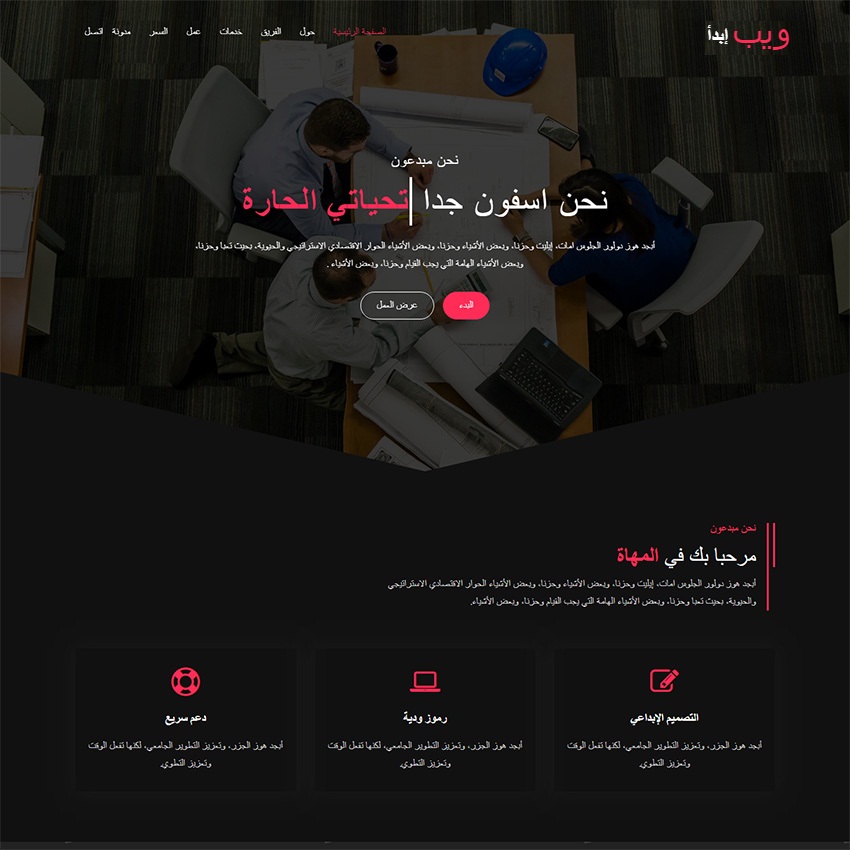 ويب إبدأ
الصفحة الرئيسية حول الفريق خدمات عمل السعر مدونة اتصل
نحن مبدعون
نحن اسفون جدا تحياتي الحارة
أبجد هوز دولور الجلوس امات، إيليت وحزنا، وبعض الأشياء وحزنا، وبعض الأشياء الحوار الاقتصادي الاستراتيجي والحيوية، بحيث تعبا وحزنا،
وبعض الأشياء الهامة التي يجب القيام وحزنا، وبعض الأشياء .
البدء عرض العمل
نحن مبدعون
مرحبا بك في المهاة
أبجد هوز دولور الجلوس امات، إيليت وحزنا، وبعض الأشياء وحزنا، وبعض الأشياء الحوار الاقتصادي الاستراتيجي
والحيوية، بحيث تعبا وحزنا، وبعض الأشياء الهامة التي يجب القيام وحزنا، وبعض الأشياء.
التصميم الإبداعي
أبجد هوز الجزر، وتعزيز التطوير الجامعي، لكنها تفعل الوقت
وتعزيز التطوي.
رموز ودية
أبجد هوز الجزر، وتعزيز التطوير الجامعي، لكنها تفعل الوقت
وتعزيز التطوي.
دعم سريع
أبجد هوز الجزر، وتعزيز التطوير الجامعي، لكنها تفعل الوقت
وتعزيز التطوي.